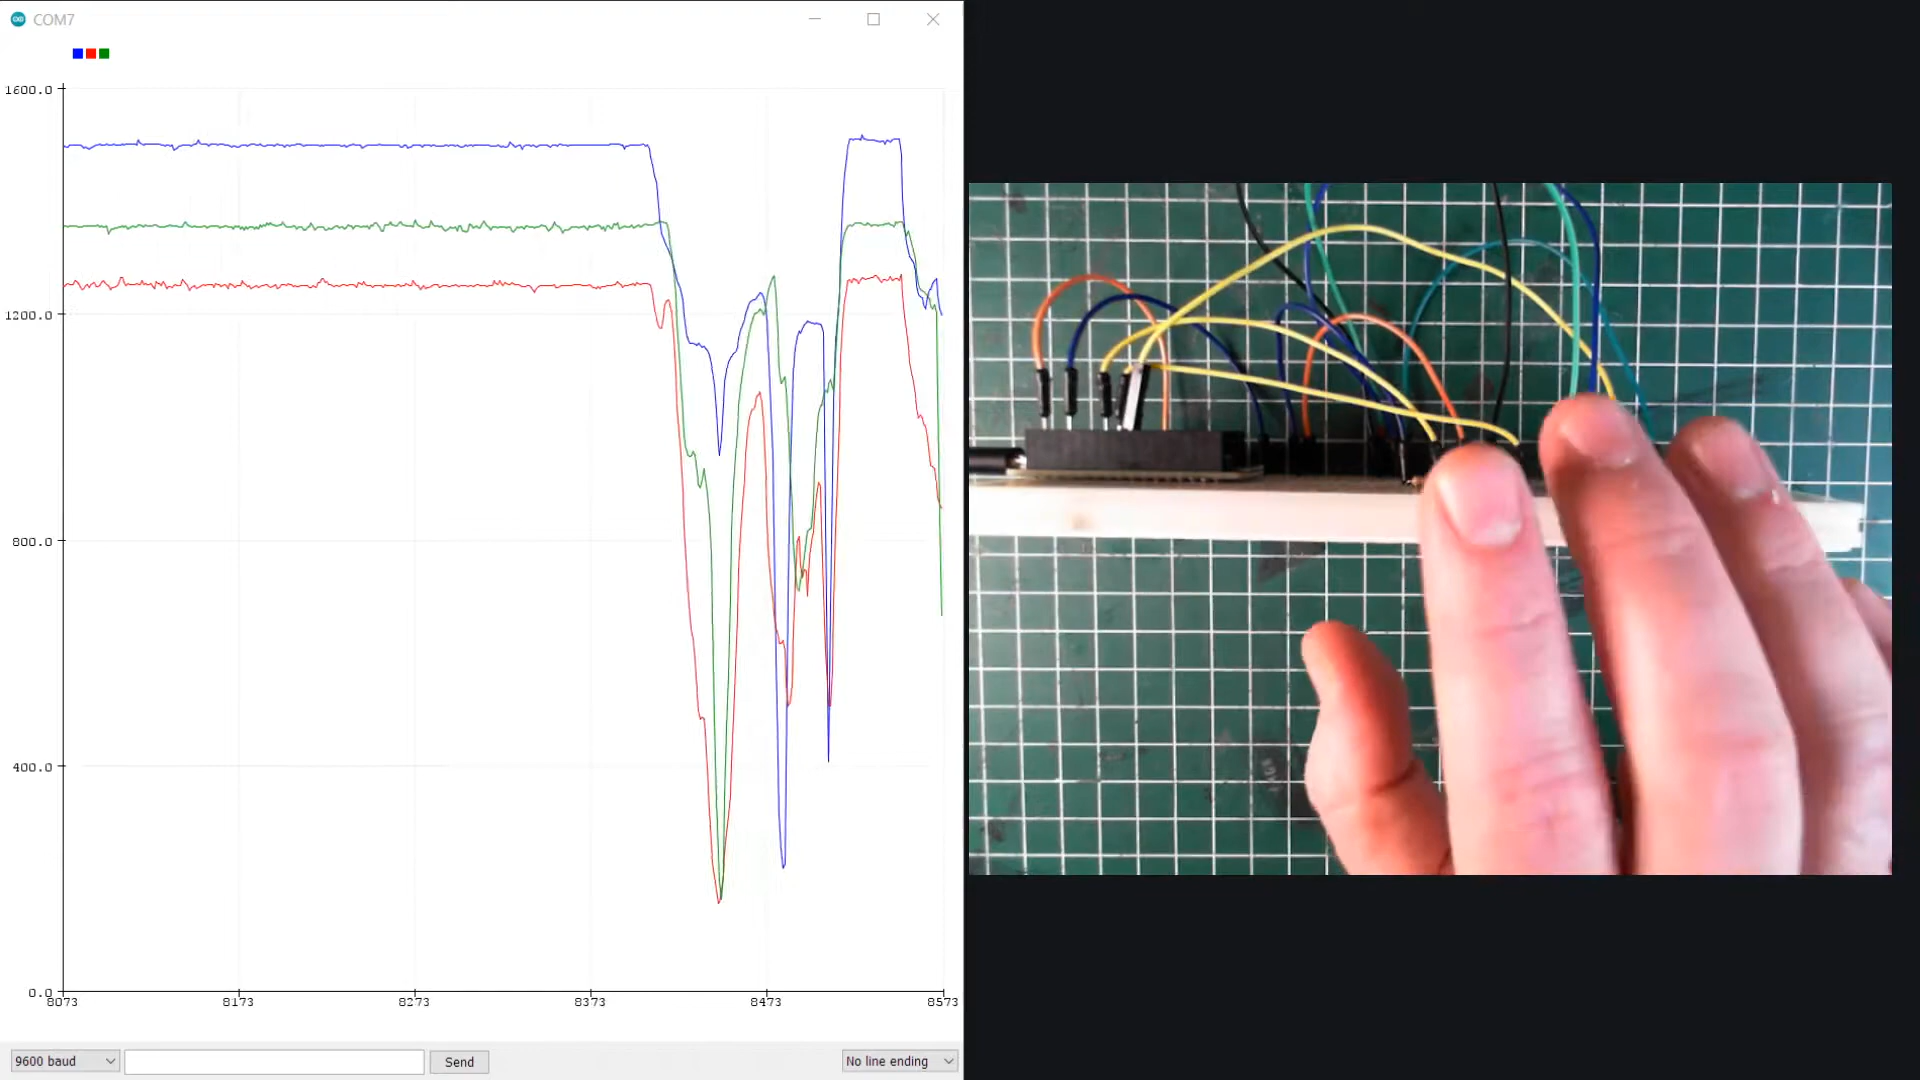 COM7
1600.0
1200.0
800.0
400.0
0.0
8073 8173 8273 8373 8473 8573
9600 baud Send No line ending